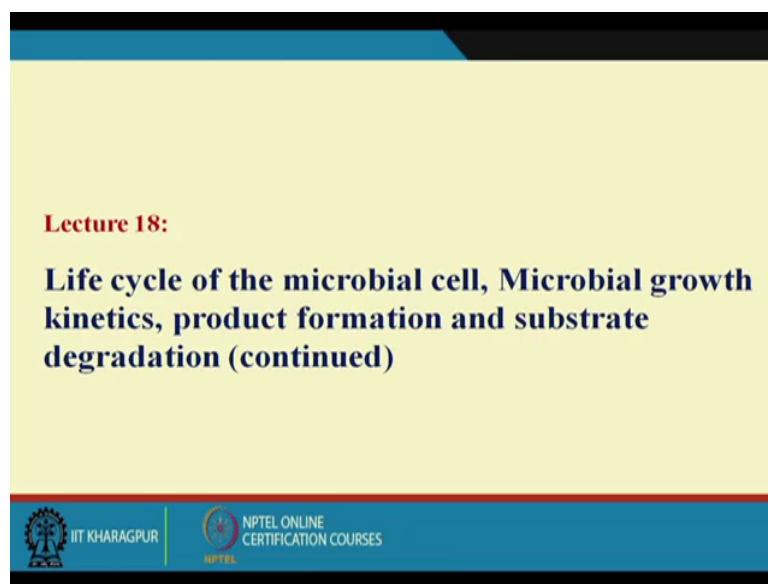 Lecture 18:
Life cycle of the microbial cell, Microbial growth
kinetics, product formation and substrate
degradation (continued)
IIT KHARAGPUR
NPTEL ONLINE
CERTIFICATION COURSES
NPTEL